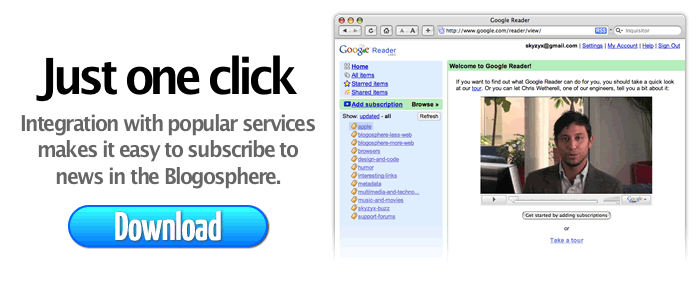 Just one click
Integration with popular services
makes it easy to subscribe to
news in the Blogosphere.
Download
Google Reader
http://www.google.com/reader/view/
RSS
Inquisitor
skyzyx@gmail.com | Settings | My Account | Help | Sign Out
Google Reader
Home
All items
Starred items
Shared items
Add subscription
Browse »
Show: updated - all
Refresh
apple
blogosphere-less-web
blogosphere-more-web
browsers
design-and-code
humor
interesting-links
metadata
multimedia-and-techno...
music-and-movies
skyzyx-buzz
support-forums
Welcome to Google Reader!
If you want to find out what Google Reader can do for you, you should take a quick look
at our tour. Or you can let Chris Wetherell, one of our engineers, tell you a bit about it:
Google
Get started by adding subscriptions
or
Take a tour